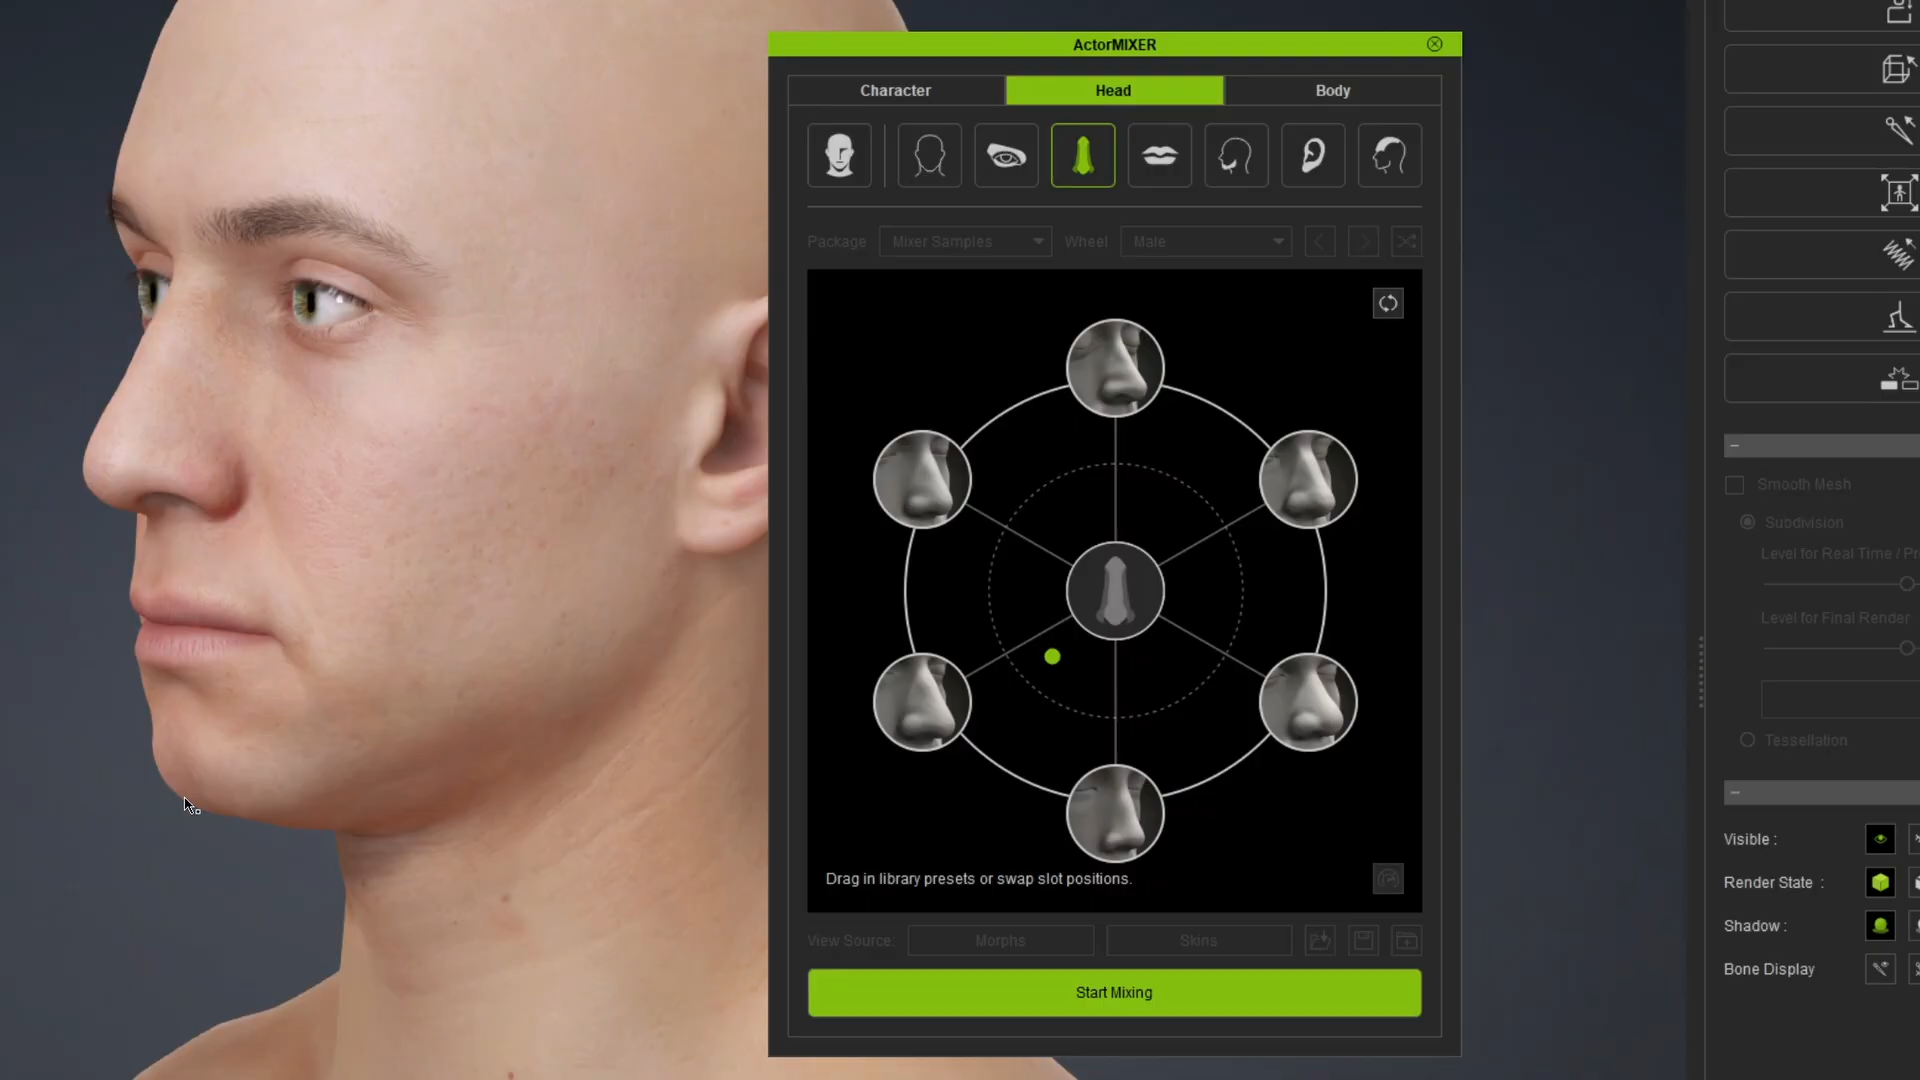 ActorMIXER
Character
Head
Body
Package
Mixer Samples
Wheel
Male
Drag in library presets or swap slot positions.
View Source:
Morphs
Skins
Start Mixing
Smooth Mesh
Subdivision
Level for Real Time / Pr
Level for Final Render
Tessellation
Visible :
Render State :
Shadow :
Bone Display